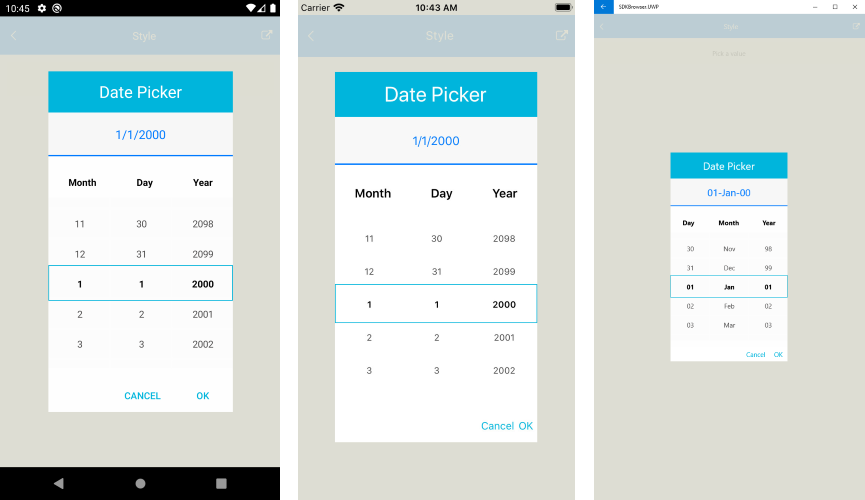 10:45
Style
Date Picker
1/1/2000
Month Day Year
11 30 2098
12 31 2099
1 1 2000
2 2 2001
3 3 2002
CANCEL OK
Carrier 10:43 AM
Style
Date Picker
1/1/2000
Month Day Year
11 30 2098
12 31 2099
1 1 2000
2 2 2001
3 3 2002
Cancel OK
SDKBrowser.UWP
Style
Pick a value
Date Picker
01-Jan-00
Day Month Year
30 Nov 98
31 Dec 99
01 Jan 01
02 Feb 02
03 Mar 03
Cancel OK